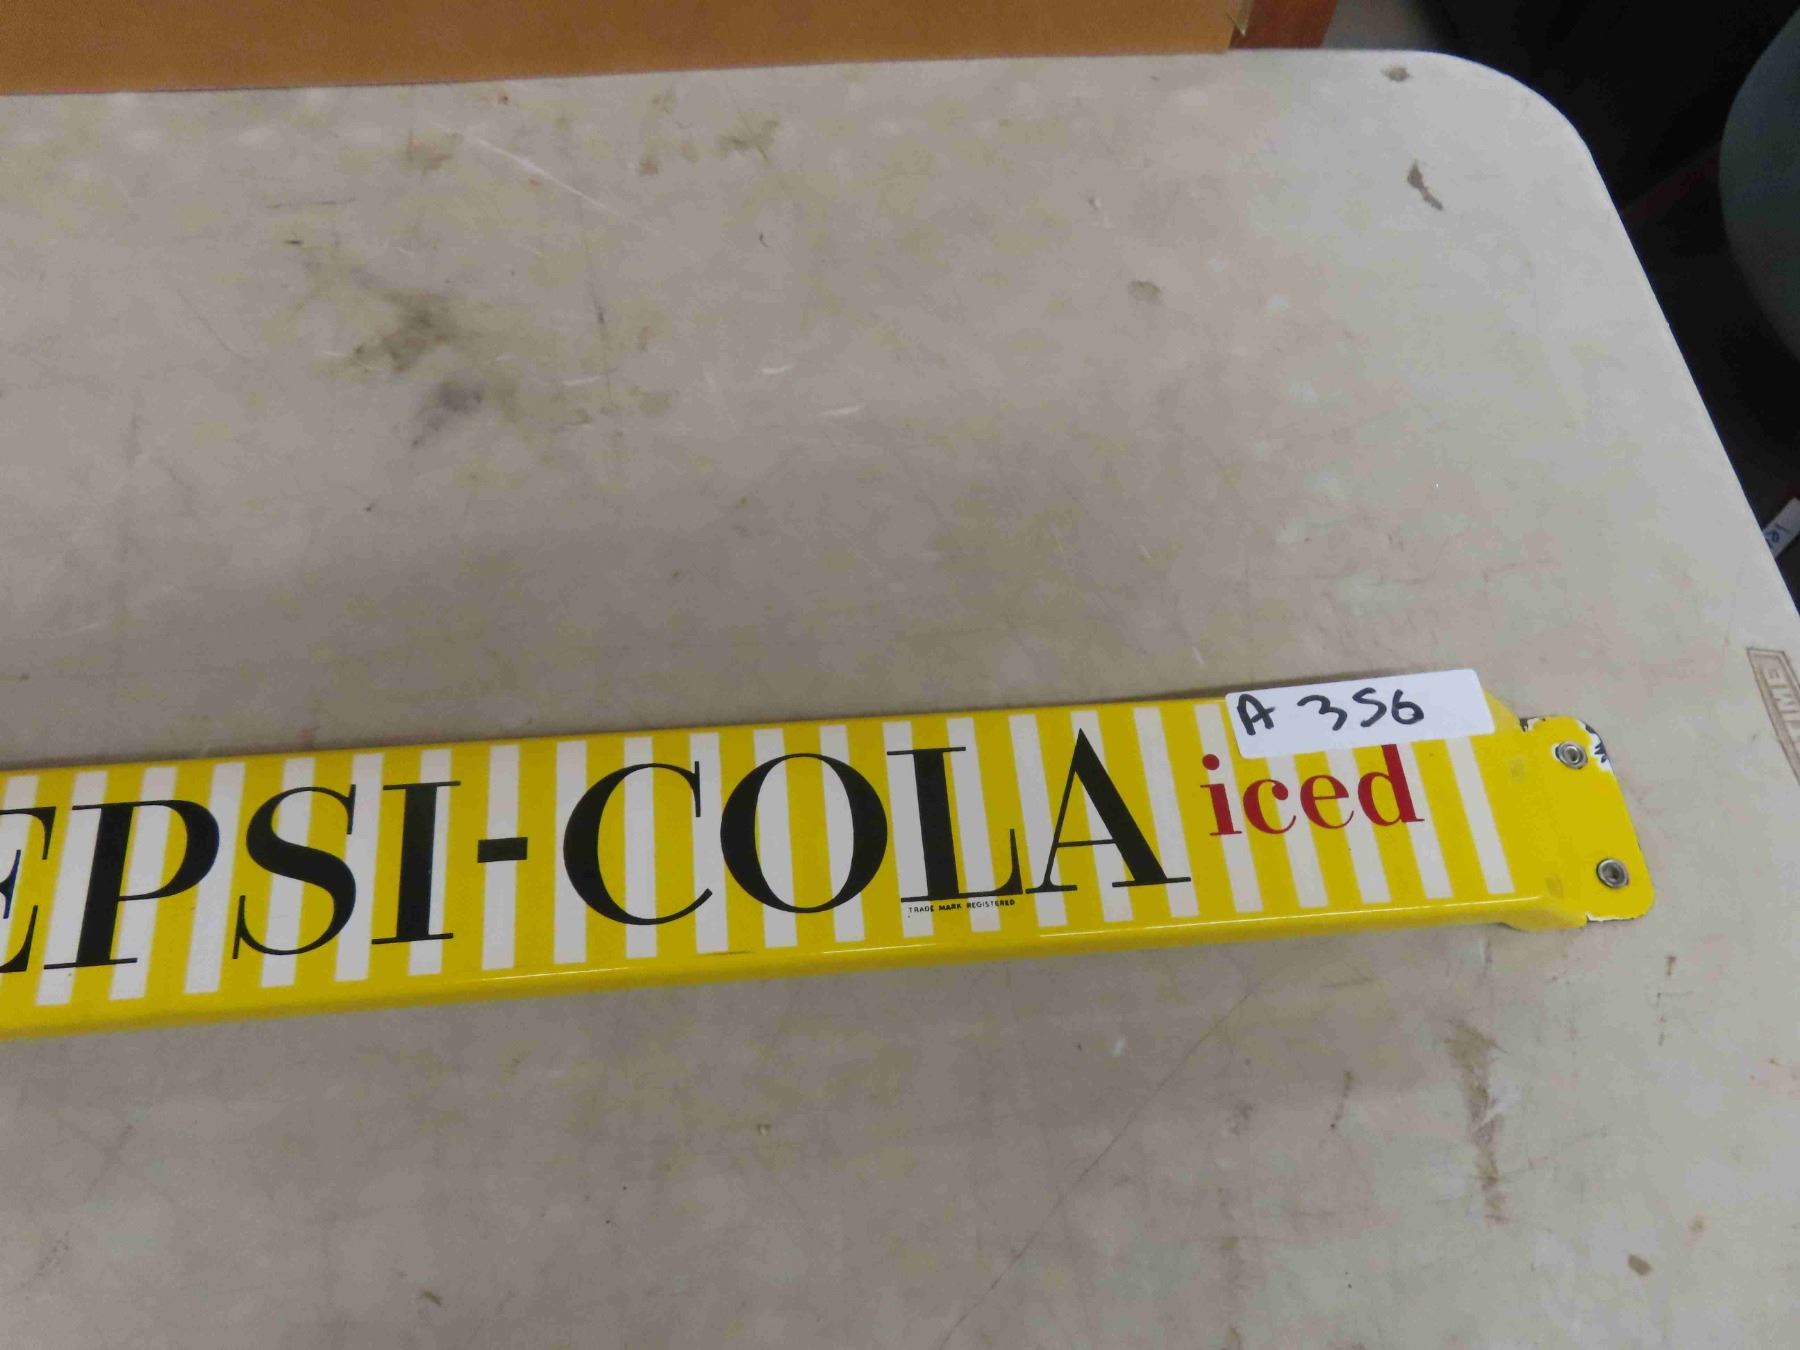 A 356
EPSI-COLA iced
TRADE MARK REGISTERED